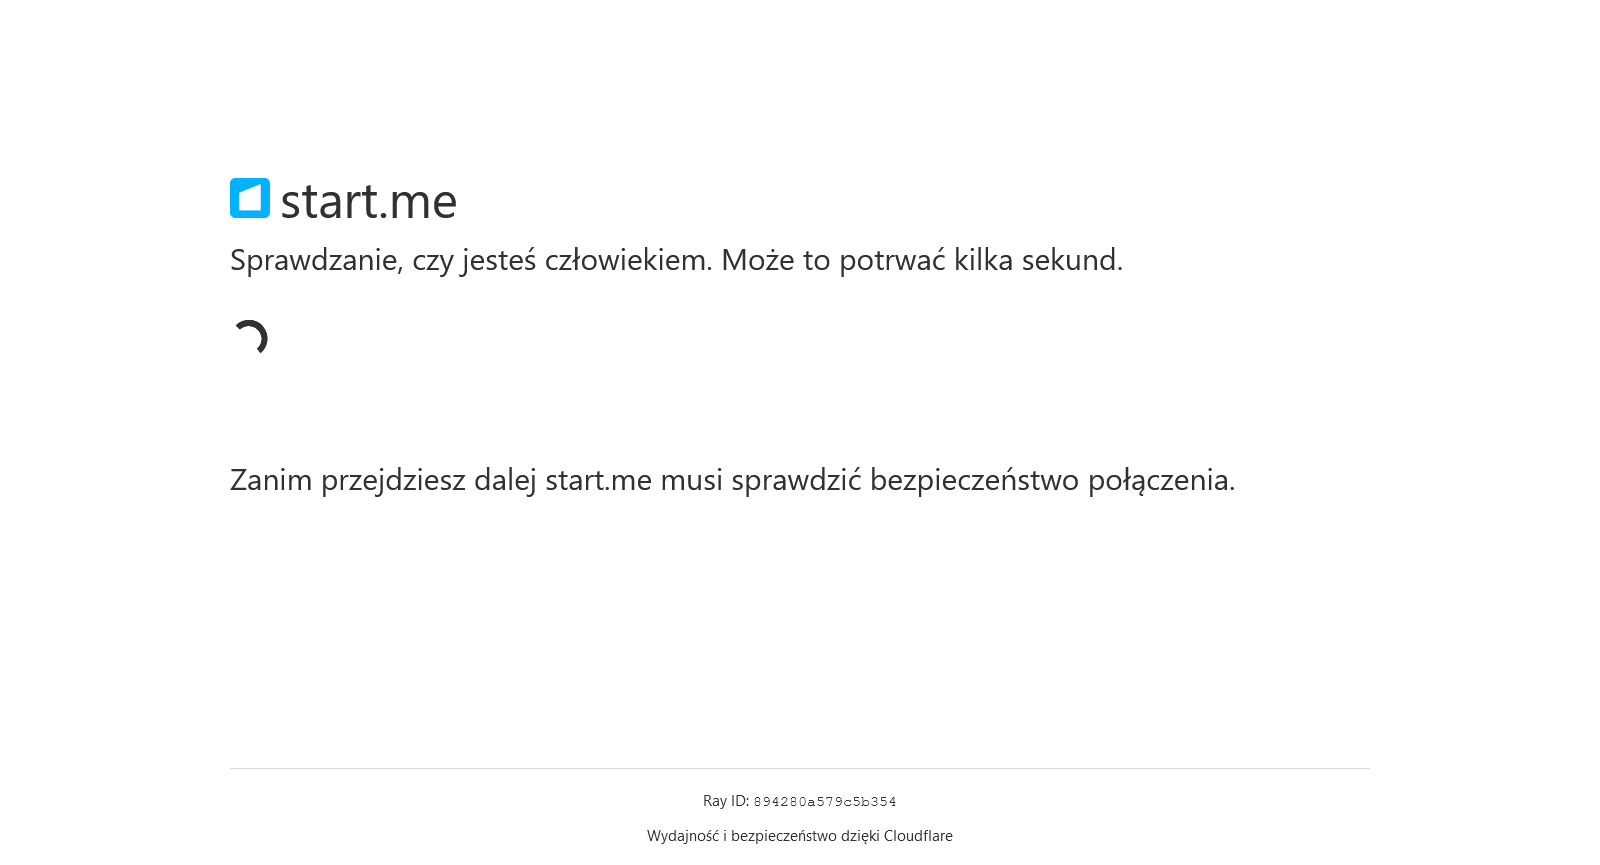 start.me
Sprawdzanie, czy jesteś człowiekiem. Może to potrwać kilka sekund.
Zanim przejdziesz dalej start.me musi sprawdzić bezpieczeństwo połączenia.
Ray ID: 894280a579c5b354
Wydajność i bezpieczeństwo dzięki Cloudflare